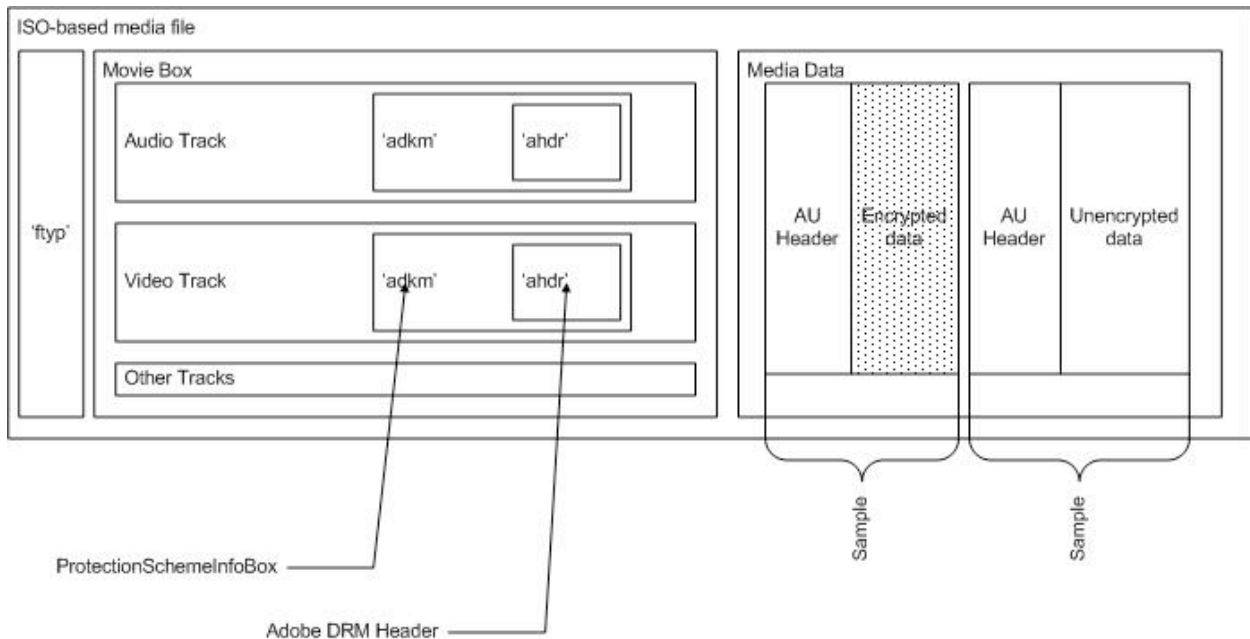 ISO-based media file
'ftyp'
Movie Box
Audio Track
'adkm'
'ahdr'
Video Track
'adkm'
'ahdr'
Other Tracks
Media Data
AU
Header
Encrypted
data
AU
Header
Unencrypted
data
Sample
Sample
ProtectionSchemeInfoBox
Adobe DRM Header